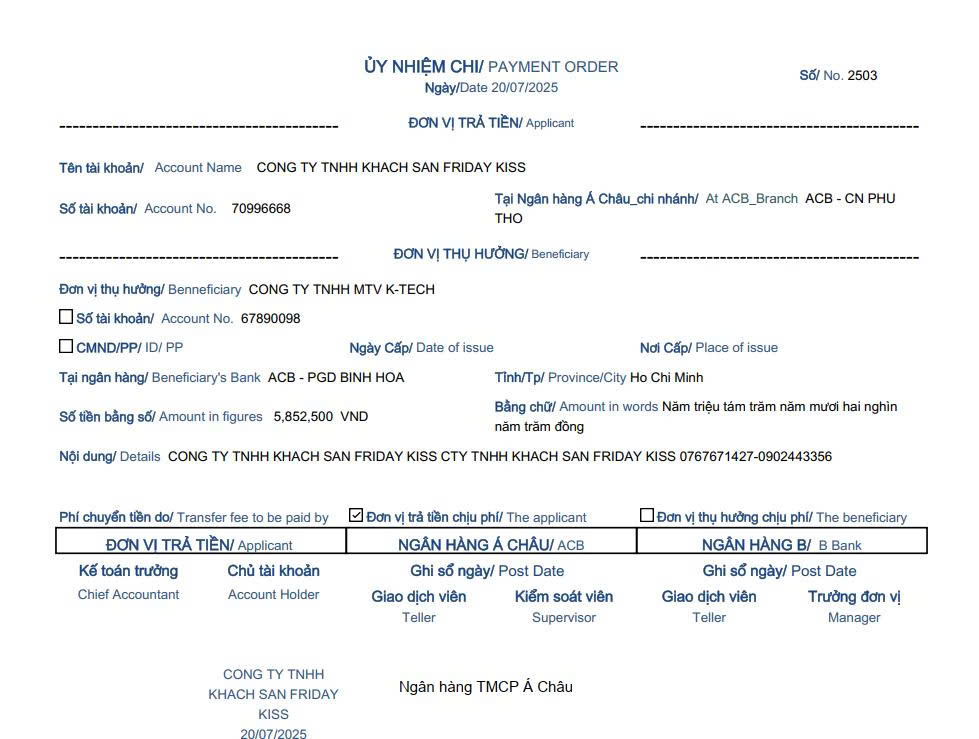 ỦY NHIỆM CHI/ PAYMENT ORDER
Số/ No. 2503
Ngày/Date 20/07/2025
ĐƠN VỊ TRẢ TIỀN/ Applicant
Tên tài khoản/ Account Name CONG TY TNHH KHACH SAN FRIDAY KISS
Số tài khoản/ Account No. 70996668
Tại Ngân hàng Á Châu_chi nhánh/ At ACB_Branch ACB - CN PHU
THO
ĐƠN VỊ THỤ HƯỞNG/ Beneficiary
Đơn vị thụ hưởng/ Benneficiary CONG TY TNHH MTV K-TECH
Số tài khoản/ Account No. 67890098
CMND/PP/ ID/ PP Ngày Cấp/ Date of issue Nơi Cấp/ Place of issue
Tại ngân hàng/ Beneficiary's Bank ACB - PGD BINH HOA Tỉnh/Tp/ Province/City Ho Chi Minh
Số tiền bằng số/ Amount in figures 5,852,500 VND
Bằng chữ/ Amount in words Năm triệu tám trăm năm mươi hai nghìn
năm trăm đồng
Nội dung/ Details CONG TY TNHH KHACH SAN FRIDAY KISS CTY TNHH KHACH SAN FRIDAY KISS 0767671427-0902443356
Phí chuyển tiền do/ Transfer fee to be paid by Đơn vị trả tiền chịu phí/ The applicant Đơn vị thụ hưởng chịu phí/ The beneficiary
ĐƠN VỊ TRẢ TIỀN/ Applicant NGÂN HÀNG Á CHÂU/ ACB NGÂN HÀNG B/ B Bank
Kế toán trưởng Chủ tài khoản Ghi sổ ngày/ Post Date Ghi sổ ngày/ Post Date
Chief Accountant Account Holder Giao dịch viên Kiểm soát viên Giao dịch viên Trưởng đơn vị
Teller Supervisor Teller Manager
CONG TY TNHH
KHACH SAN FRIDAY
KISS
20/07/2025
Ngân hàng TMCP Á Châu